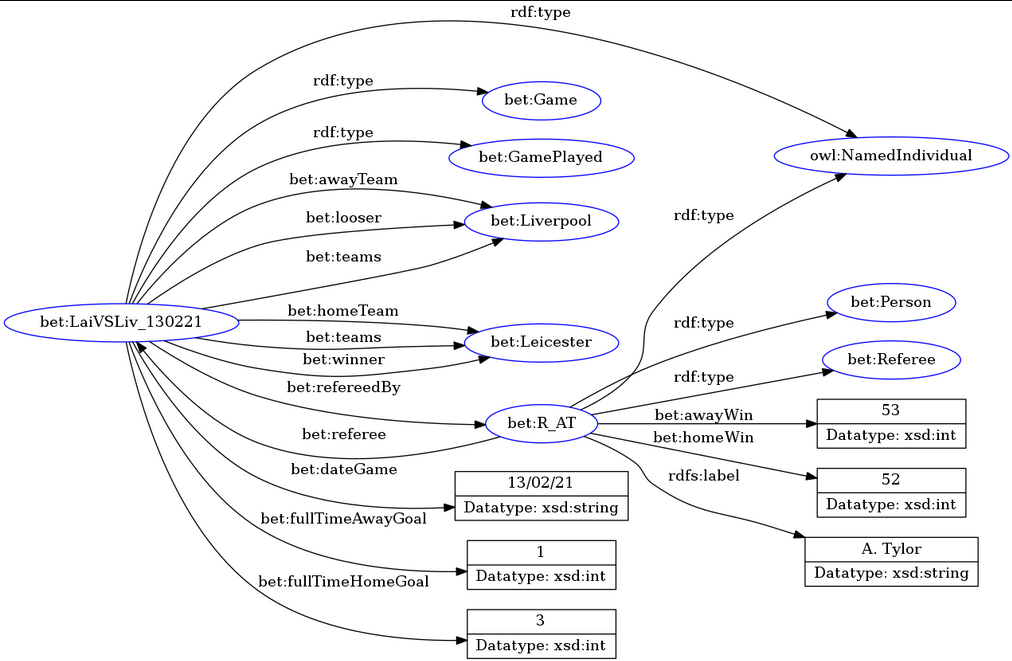 rdf:type
rdf:type
bet:Game
rdf:type
bet:GamePlayed
owl:NamedIndividual
bet:awayTeam
bet:looser
bet:Liverpool
rdf:type
bet:teams
bet:LaiVSLiv_130221
bet:homeTeam
bet:teams
bet:Leicester
bet:winner
rdf:type
bet:Person
bet:refereedBy
rdf:type
bet:Referee
bet:R_AT
bet:awayWin
53
Datatype: xsd:int
bet:referee
bet:homeWin
bet:dateGame
rdfs:label
52
Datatype: xsd:int
13/02/21
Datatype: xsd:string
bet:fullTimeAwayGoal
1
Datatype: xsd:int
A. Tylor
Datatype: xsd:string
bet:fullTimeHomeGoal
3
Datatype: xsd:int